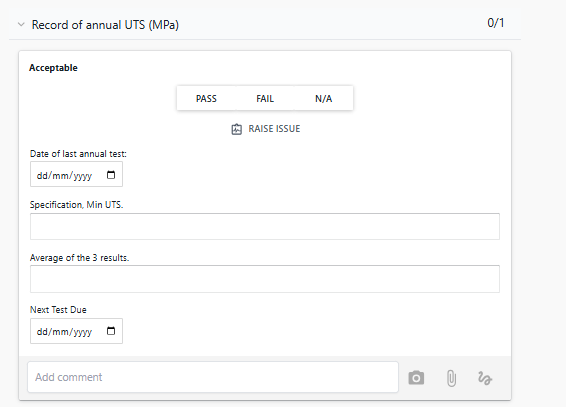 Record of annual UTS (MPa) 0/1
Acceptable
PASS FAIL N/A
RAISE ISSUE
Date of last annual test:
dd/mm/yyyy
Specification, Min UTS.
Average of the 3 results.
Next Test Due
dd/mm/yyyy
Add comment